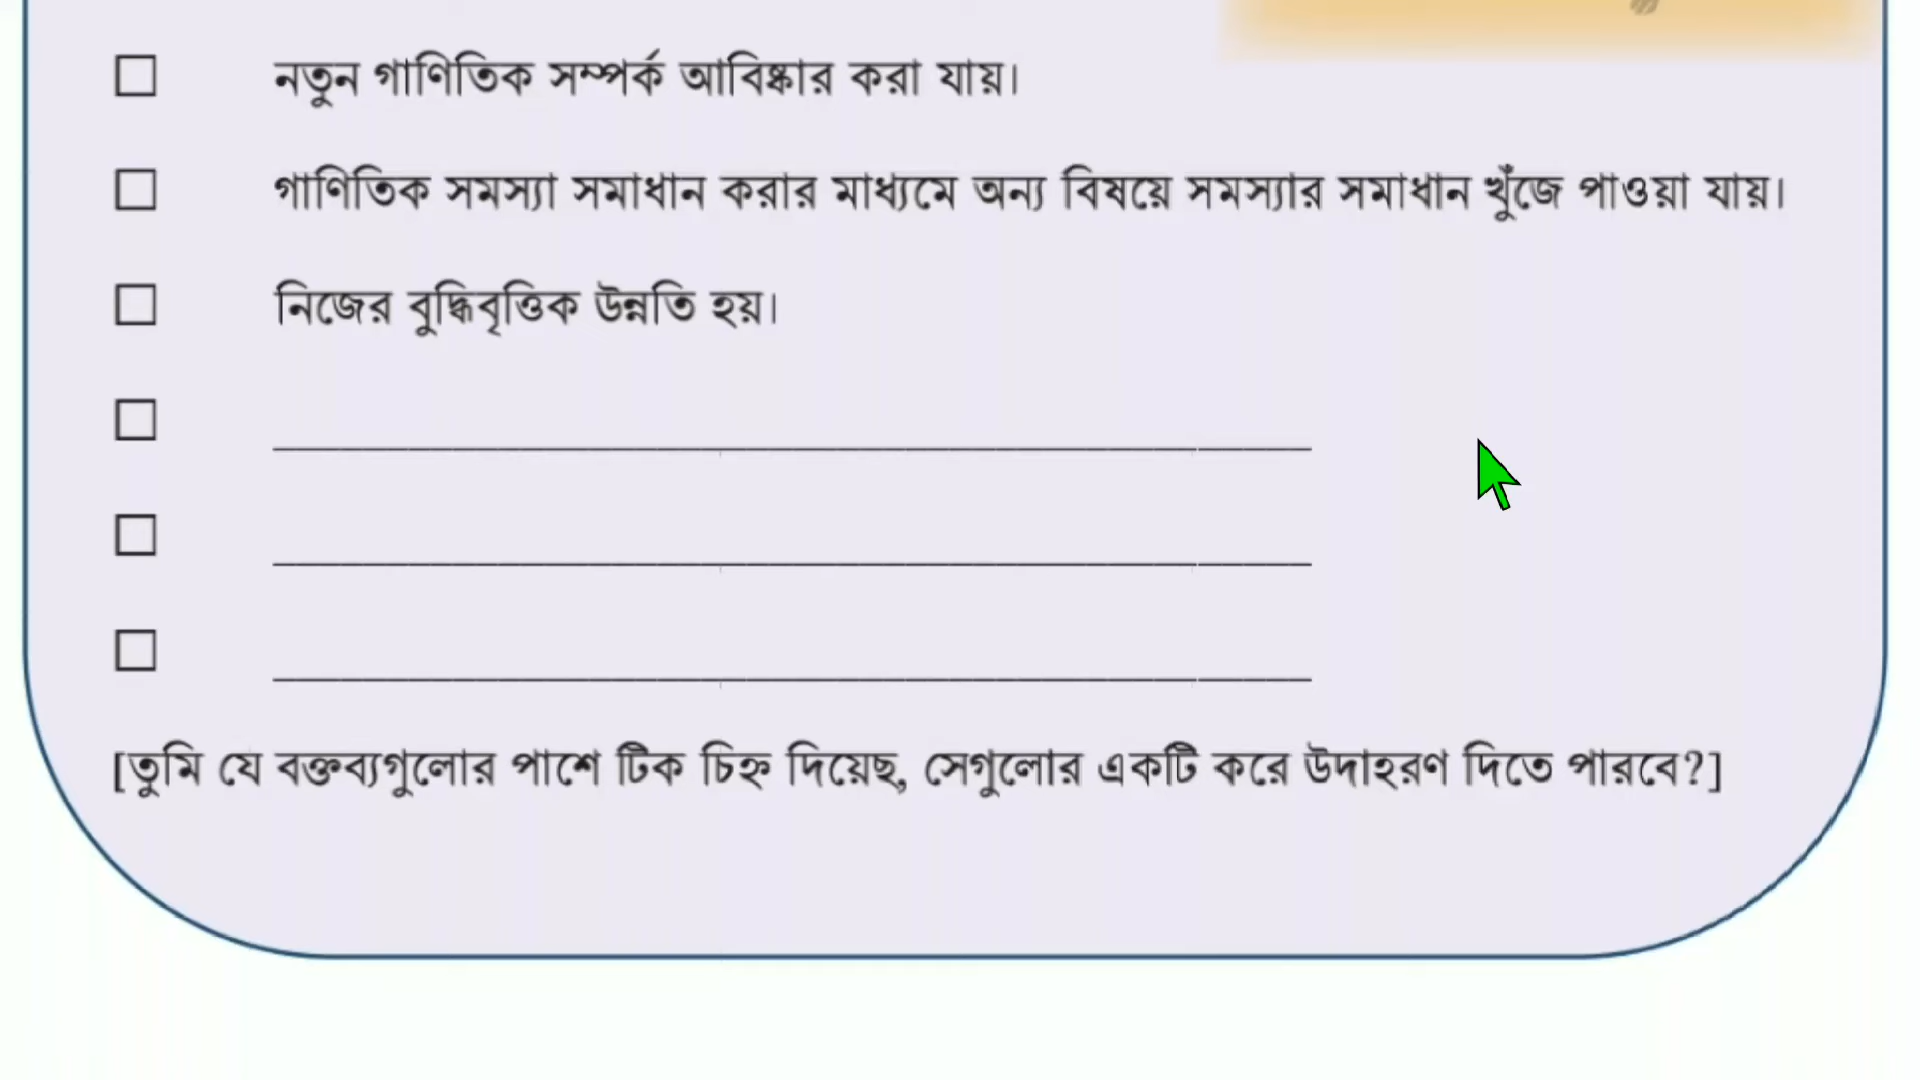 নতুন গাণিতিক সম্পর্ক আবিষ্কার করা যায়।
গাণিতিক সমস্যা সমাধান করার মাধ্যমে অন্য বিষয়ে সমস্যার সমাধান খুঁজে পাওয়া যায়।
নিজের বুদ্ধিবৃত্তিক উন্নতি হয়।
[তুমি যে বক্তব্যগুলোর পাশে টিক চিহ্ন দিয়েছ, সেগুলোর একটি করে উদাহরণ দিতে পারবে?]